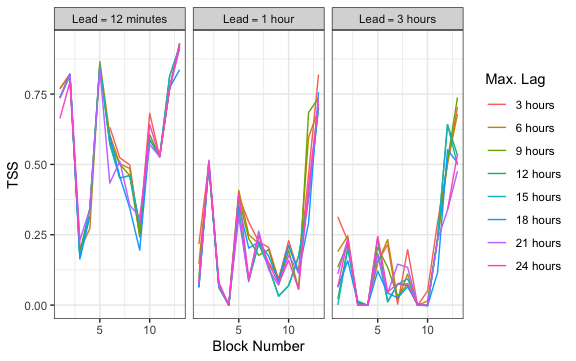 Lead = 12 minutes
Lead = 1 hour
Lead = 3 hours
TSS
0.75
0.50
0.25
0.00
5
10
5
10
5
10
Block Number
Max. Lag
3 hours
6 hours
9 hours
12 hours
15 hours
18 hours
21 hours
24 hours